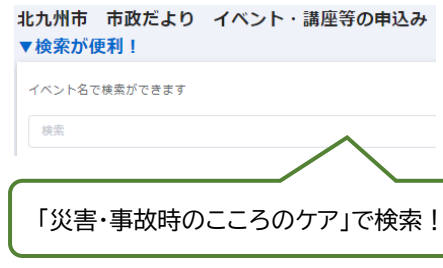 北九州市　市政だより　イベント・講座等の申込み
▼検索が便利！
イベント名で検索ができます
検索
「災害・事故時のこころのケア」で検索！